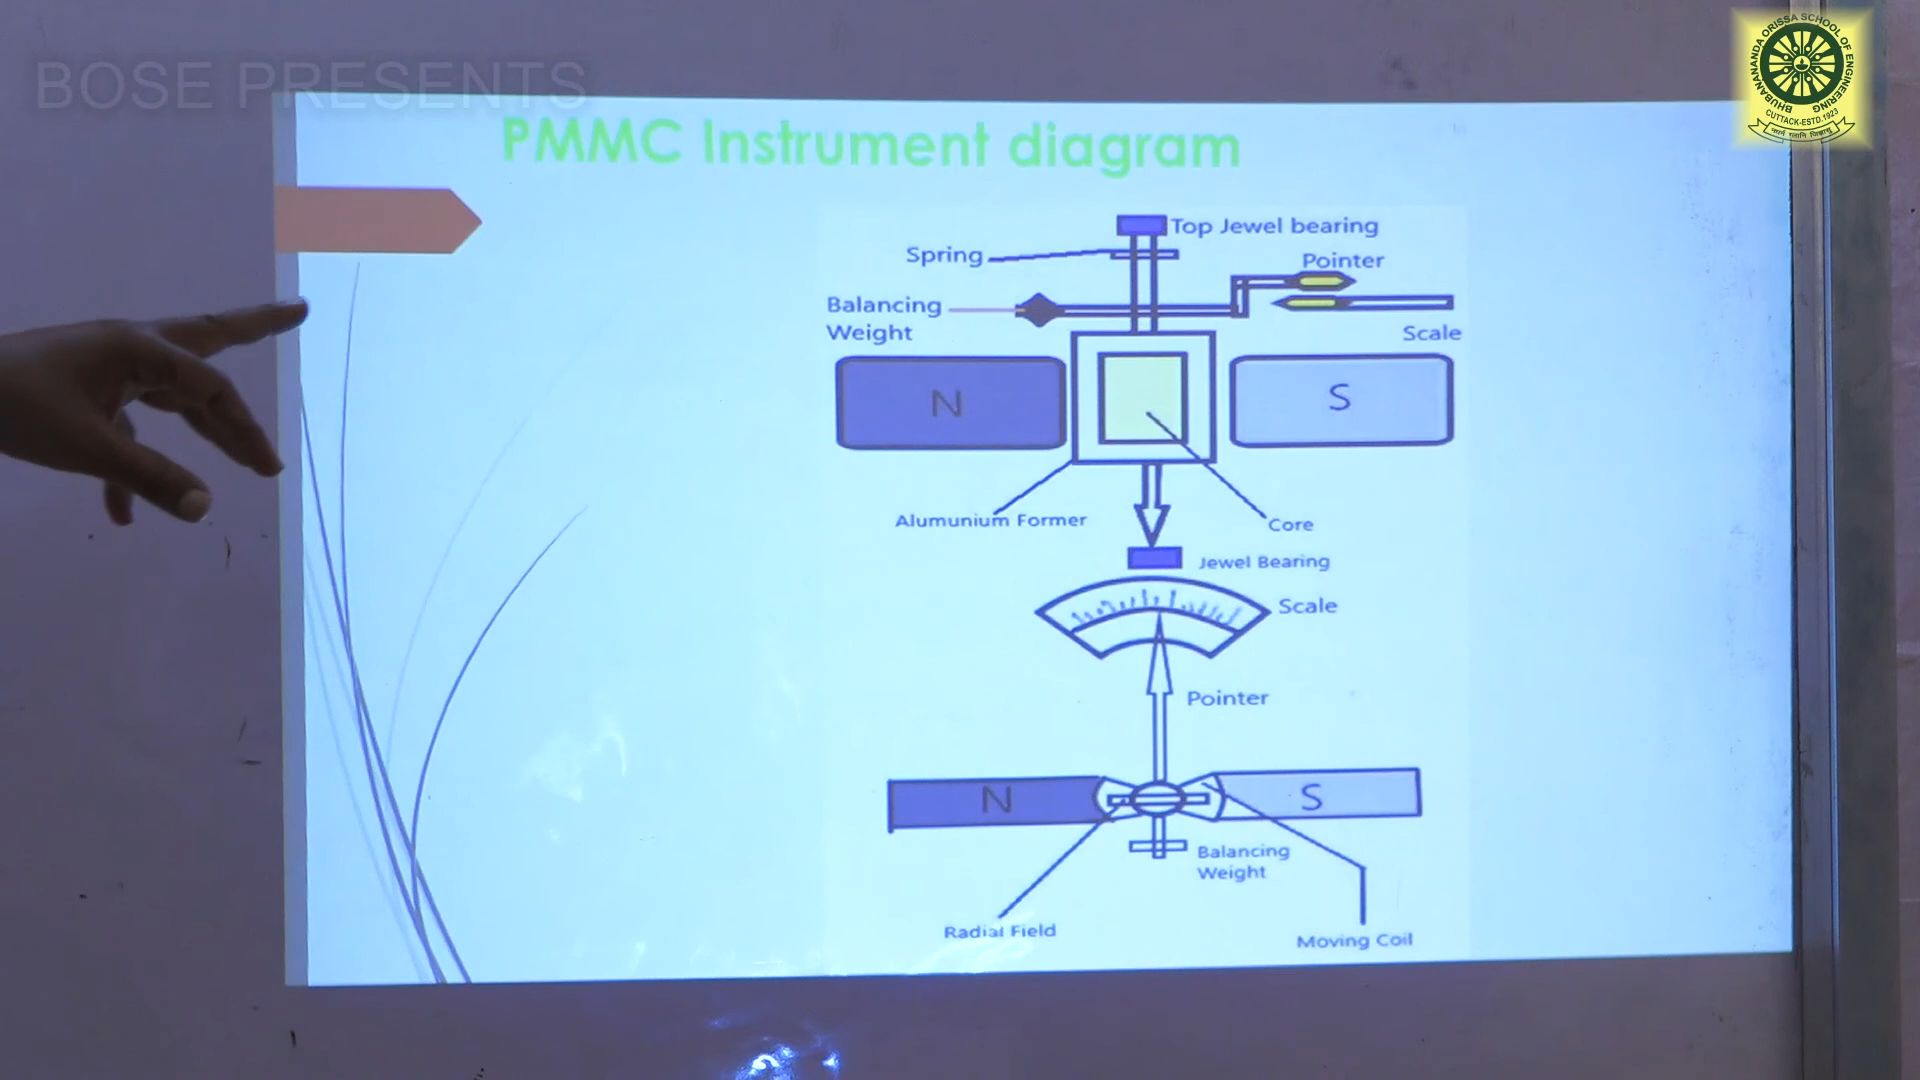 BOSE PRESENTS
BHUBANANANDA ORISSA SCHOOL OF ENGINEERING
CUTTACK-ESTD.1923
PMMC Instrument diagram
Top Jewel bearing
Spring
Pointer
Balancing
Weight
Scale
N
S
Alumunium Former
Core
Jewel Bearing
Scale
Pointer
N
S
Balancing
Weight
Radial Field
Moving Coil